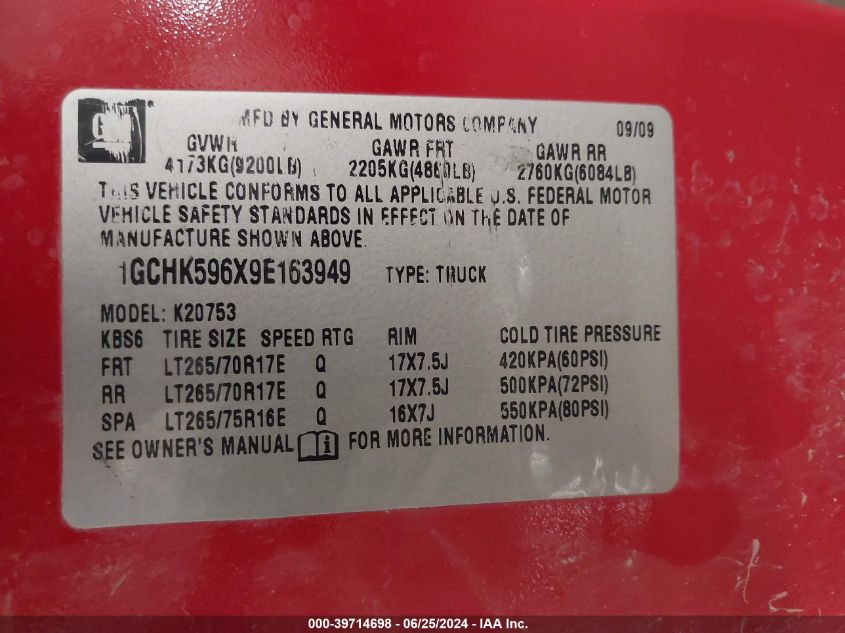 GM
MFD BY GENERAL MOTORS COMPANY 09/09
GVWR GAWR FRT GAWR RR
4173KG(9200LB) 2205KG(4860LB) 2760KG(6084LB)
THIS VEHICLE CONFORMS TO ALL APPLICABLE U.S. FEDERAL MOTOR
VEHICLE SAFETY STANDARDS IN EFFECT ON THE DATE OF
MANUFACTURE SHOWN ABOVE.
1GCHK596X9E163949 TYPE: TRUCK
MODEL: K20753
KBS6 TIRE SIZE SPEED RTG RIM COLD TIRE PRESSURE
FRT LT265/70R17E Q 17X7.5J 420KPA(60PSI)
RR LT265/70R17E Q 17X7.5J 500KPA(72PSI)
SPA LT265/75R16E Q 16X7J 550KPA(80PSI)
SEE OWNER'S MANUAL i FOR MORE INFORMATION.
000-39714698 - 06/25/2024 - IAA Inc.